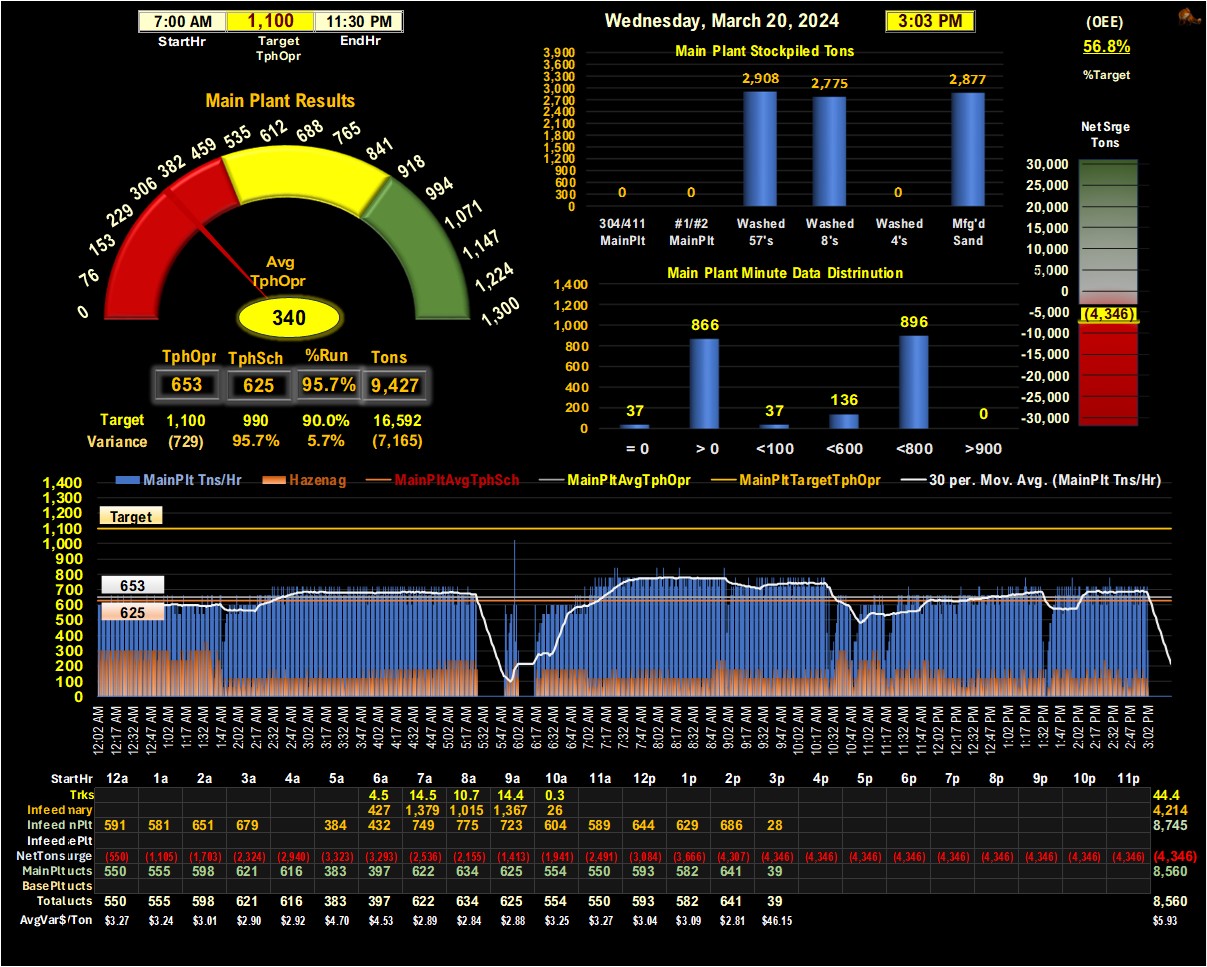 7:00 AM 1,100 11:30 PM
StartHr Target EndHr
TphOpr
Wednesday, March 20, 2024 3:03 PM
(OEE)
56.8%
%Target
Main Plant Results
0 76 153 229 306 382 459 535 612 688 765 841 918 994 1,071 1,147 1,224 1,300
Avg
TphOpr
340
TphOpr TphSch %Run Tons
653 625 95.7% 9,427
Target 1,100 990 90.0% 16,592
Variance (729) 95.7% 5.7% (7,165)
Main Plant Stockpiled Tons
3,900
3,600
3,300
3,000
2,700
2,400
2,100
1,800
1,500
1,200
900
600
300
0
0 0 2,908 2,775 0 2,877
304/411 #1/#2 Washed Washed Washed Mfg'd
MainPlt MainPlt 57's 8's 4's Sand
Main Plant Minute Data Distrinution
1,400
1,200
1,000
800
600
400
200
0
37 866 37 136 896 0
= 0 > 0 <100 <600 <800 >900
NetSrge
Tons
30,000
25,000
20,000
15,000
10,000
5,000
0
-5,000
-10,000
-15,000
-20,000
-25,000
-30,000
(4,346)
MainPlt Tns/Hr Hazenag MainPltAvgTphSch MainPltAvgTphOpr MainPltTargetTphOpr 30 per. Mov. Avg. (MainPlt Tns/Hr)
1,400
1,300
1,200
1,100
1,000
900
800
700
600
500
400
300
200
100
0
Target
653
625
12:02 AM 12:17 AM 12:32 AM 12:47 AM 1:02 AM 1:17 AM 1:32 AM 1:47 AM 2:02 AM 2:17 AM 2:32 AM 2:47 AM 3:02 AM 3:17 AM 3:32 AM 3:47 AM 4:02 AM 4:17 AM 4:32 AM 4:47 AM 5:02 AM 5:17 AM 5:32 AM 5:47 AM 6:02 AM 6:17 AM 6:32 AM 6:47 AM 7:02 AM 7:17 AM 7:32 AM 7:47 AM 8:02 AM 8:17 AM 8:32 AM 8:47 AM 9:02 AM 9:17 AM 9:32 AM 9:47 AM 10:02 AM 10:17 AM 10:32 AM 10:47 AM 11:02 AM 11:17 AM 11:32 AM 11:47 AM 12:02 PM 12:17 PM 12:32 PM 12:47 PM 1:02 PM 1:17 PM 1:32 PM 1:47 PM 2:02 PM 2:17 PM 2:32 PM 2:47 PM 3:02 PM
StartHr 12a 1a 2a 3a 4a 5a 6a 7a 8a 9a 10a 11a 12p 1p 2p 3p 4p 5p 6p 7p 8p 9p 10p 11p
Trks 4.5 14.5 10.7 14.4 0.3 44.4
Infeed nary 427 1,379 1,015 1,367 26 4,214
Infeed nPlt 591 581 651 679 384 432 749 775 723 604 589 644 629 686 28 8,745
Infeed ePlt
NetTons urge (550) (1,105) (1,703) (2,324) (2,940) (3,323) (3,293) (2,536) (2,155) (1,413) (1,941) (2,491) (3,084) (3,666) (4,307) (4,346) (4,346) (4,346) (4,346) (4,346) (4,346) (4,346) (4,346) (4,346) (4,346)
MainPlt ucts 550 555 598 621 616 383 397 622 634 625 554 550 593 582 641 39 8,560
BasePlt ucts
Total ucts 550 555 598 621 616 383 397 622 634 625 554 550 593 582 641 39 8,560
AvgVar$/Ton $3.27 $3.24 $3.01 $2.90 $2.92 $4.70 $4.53 $2.89 $2.84 $2.88 $3.25 $3.27 $3.04 $3.09 $2.81 $46.15 $5.93